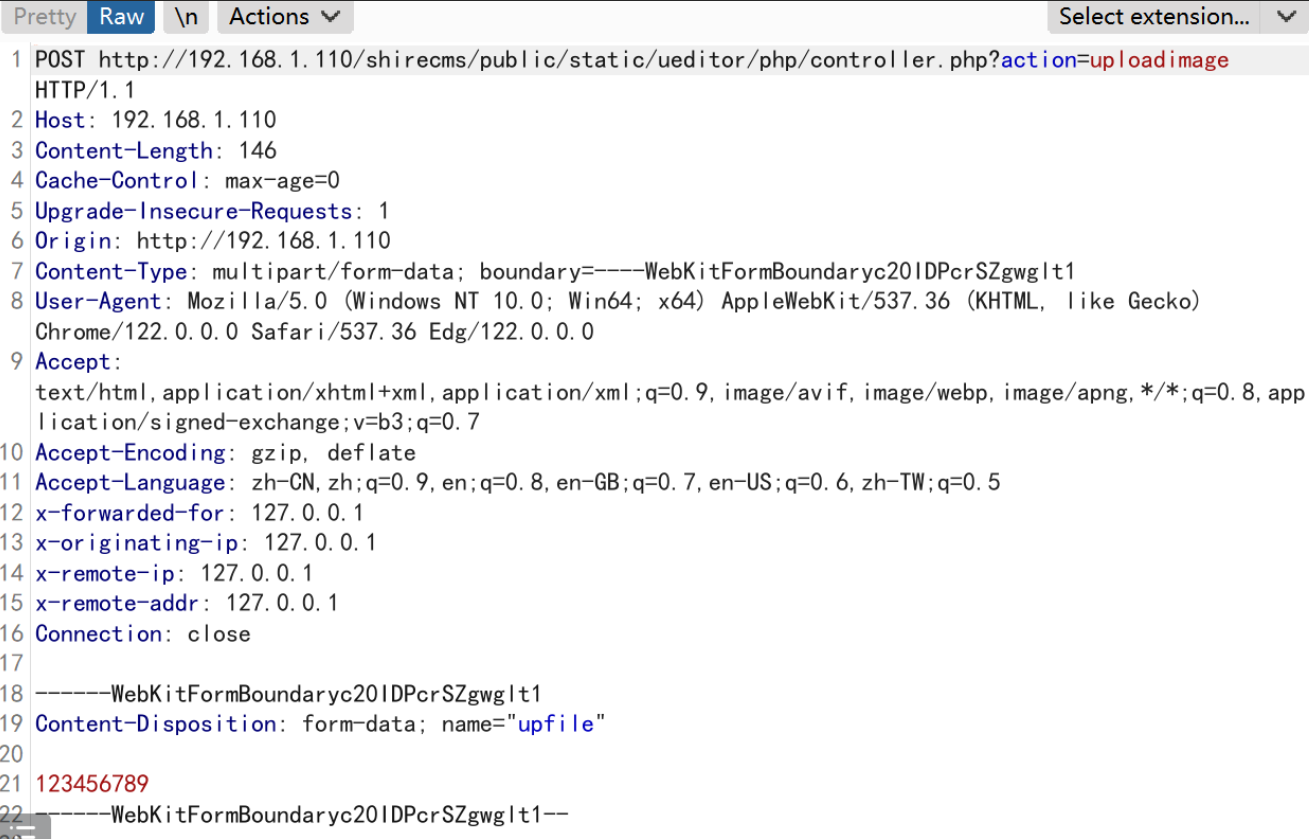 Pretty Raw \n Actions Select extension...
1 POST http://192.168.1.110/shirecms/public/static/ueditor/php/controller.php?action=uploadimage
HTTP/1.1
2 Host: 192.168.1.110
3 Content-Length: 146
4 Cache-Control: max-age=0
5 Upgrade-Insecure-Requests: 1
6 Origin: http://192.168.1.110
7 Content-Type: multipart/form-data; boundary=----WebKitFormBoundaryc20lDPcrSZgwglt1
8 User-Agent: Mozilla/5.0 (Windows NT 10.0; Win64; x64) AppleWebKit/537.36 (KHTML, like Gecko)
Chrome/122.0.0.0 Safari/537.36 Edg/122.0.0.0
9 Accept:
text/html,application/xhtml+xml,application/xml;q=0.9,image/avif,image/webp,image/apng,*/*;q=0.8,app
lication/signed-exchange;v=b3;q=0.7
10 Accept-Encoding: gzip, deflate
11 Accept-Language: zh-CN,zh;q=0.9,en;q=0.8,en-GB;q=0.7,en-US;q=0.6,zh-TW;q=0.5
12 x-forwarded-for: 127.0.0.1
13 x-originating-ip: 127.0.0.1
14 x-remote-ip: 127.0.0.1
15 x-remote-addr: 127.0.0.1
16 Connection: close
17
18 ------WebKitFormBoundaryc20lDPcrSZgwglt1
19 Content-Disposition: form-data; name="upfile"
20
21 123456789
22 ------WebKitFormBoundaryc20lDPcrSZgwglt1--